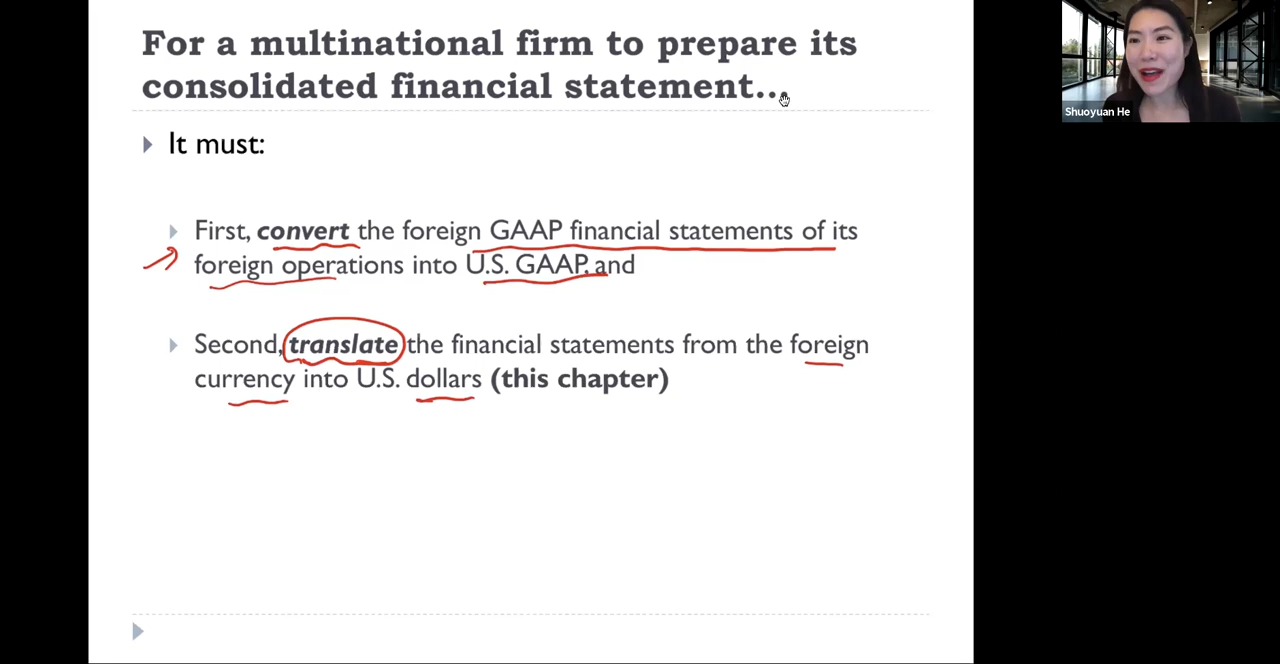 For a multinational firm to prepare its
consolidated financial statement...
It must:
First, convert the foreign GAAP financial statements of its
foreign operations into U.S. GAAP, and
Second, translate the financial statements from the foreign
currency into U.S. dollars (this chapter)
Shuoyuan He